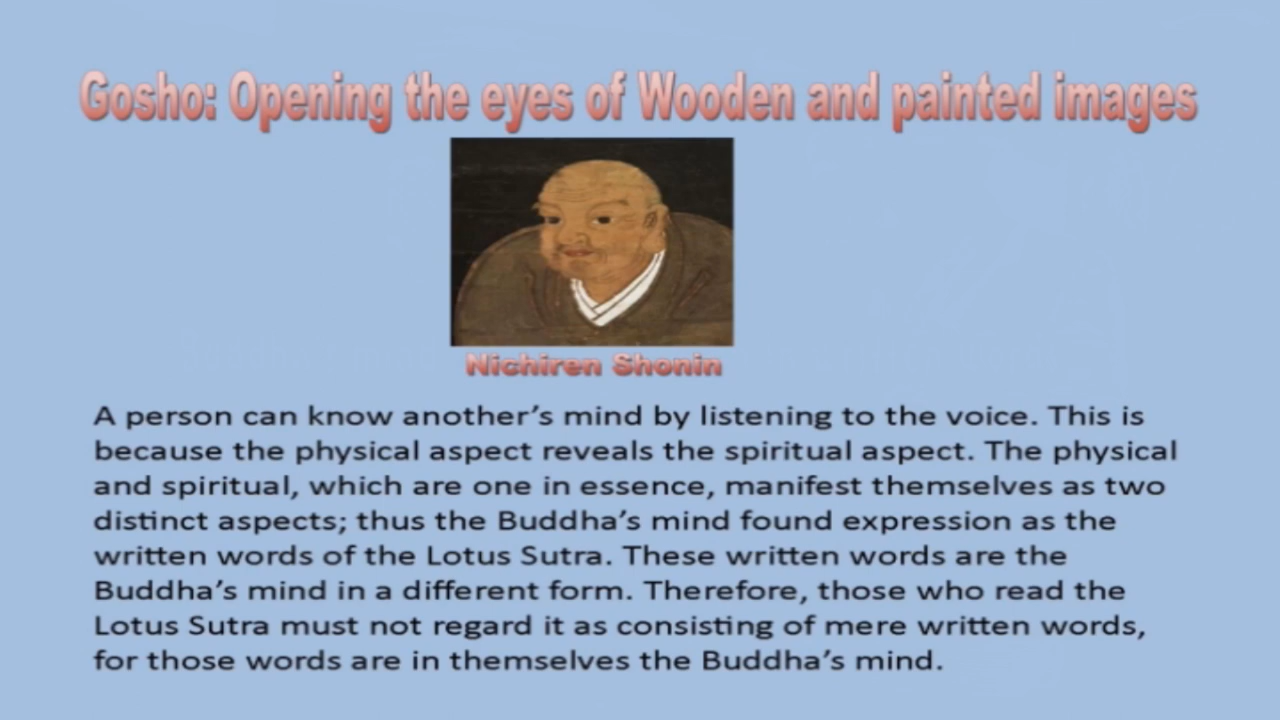 Gosho: Opening the eyes of Wooden and painted images
Nichiren Shonin
A person can know another’s mind by listening to the voice. This is
because the physical aspect reveals the spiritual aspect. The physical
and spiritual, which are one in essence, manifest themselves as two
distinct aspects; thus the Buddha’s mind found expression as the
written words of the Lotus Sutra. These written words are the
Buddha’s mind in a different form. Therefore, those who read the
Lotus Sutra must not regard it as consisting of mere written words,
for those words are in themselves the Buddha’s mind.